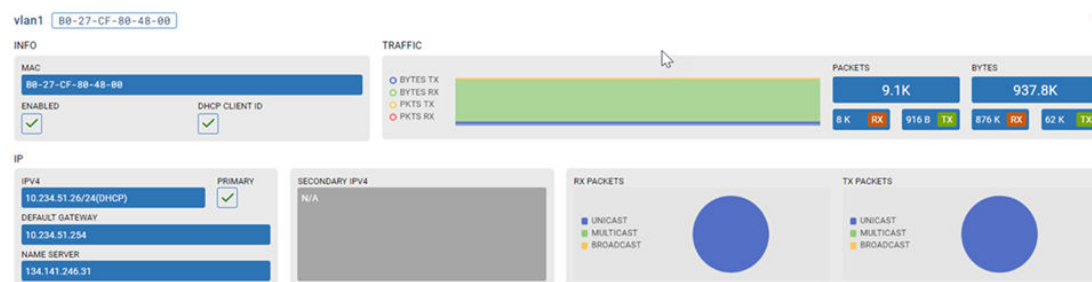 vlan1 B0-27-CF-80-48-00
INFO
MAC
B0-27-CF-80-48-00
ENABLED
DHCP CLIENT ID
TRAFFIC
BYTES TX
BYTES RX
PKTS TX
PKTS RX
PACKETS
9.1K
8 K RX
916 B TX
BYTES
937.8K
876 K RX
62 K TX
IP
IPV4
10.234.51.26/24(DHCP)
PRIMARY
DEFAULT GATEWAY
10.234.51.254
NAME SERVER
134.141.246.31
SECONDARY IPV4
N/A
RX PACKETS
UNICAST
MULTICAST
BROADCAST
TX PACKETS
UNICAST
MULTICAST
BROADCAST